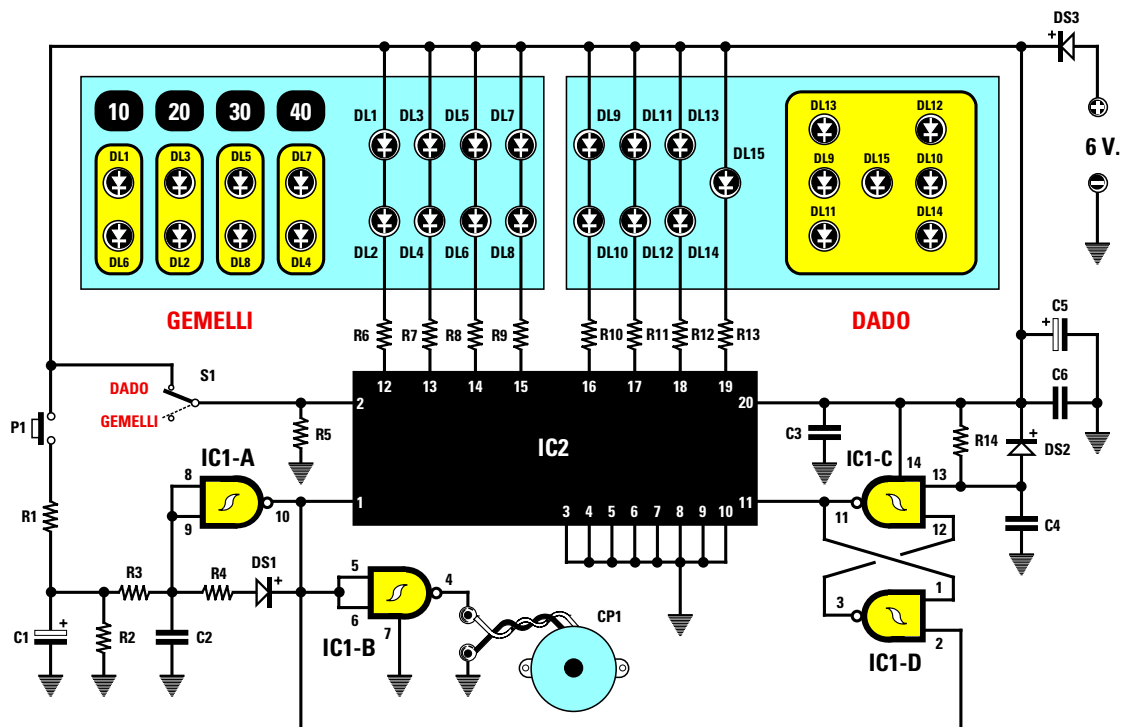 DS3
+
10 20 30 40
DL1 DL3 DL5 DL7
DL6 DL2 DL8 DL4
DL1 DL3 DL5 DL7
DL2 DL4 DL6 DL8
DL9 DL11 DL13
DL15
DL10 DL12 DL14
DL13 DL12
DL9 DL15 DL10
DL11 DL14
+
6 V.
−
GEMELLI
DADO
R6 R7 R8 R9 R10 R11 R12 R13
C5
+
C6
S1
DADO
GEMELLI
P1
12 13 14 15 16 17 18 19
2 20
IC2
1 11
3 4 5 6 7 8 9 10
R5
C3
R14
DS2
+
C4
IC1-A
8
9
10
IC1-C
14
13
12
11
R1
R3
R4
DS1
+
C1
+
R2
C2
5
6
4
7
IC1-B
CP1
3
1
2
IC1-D